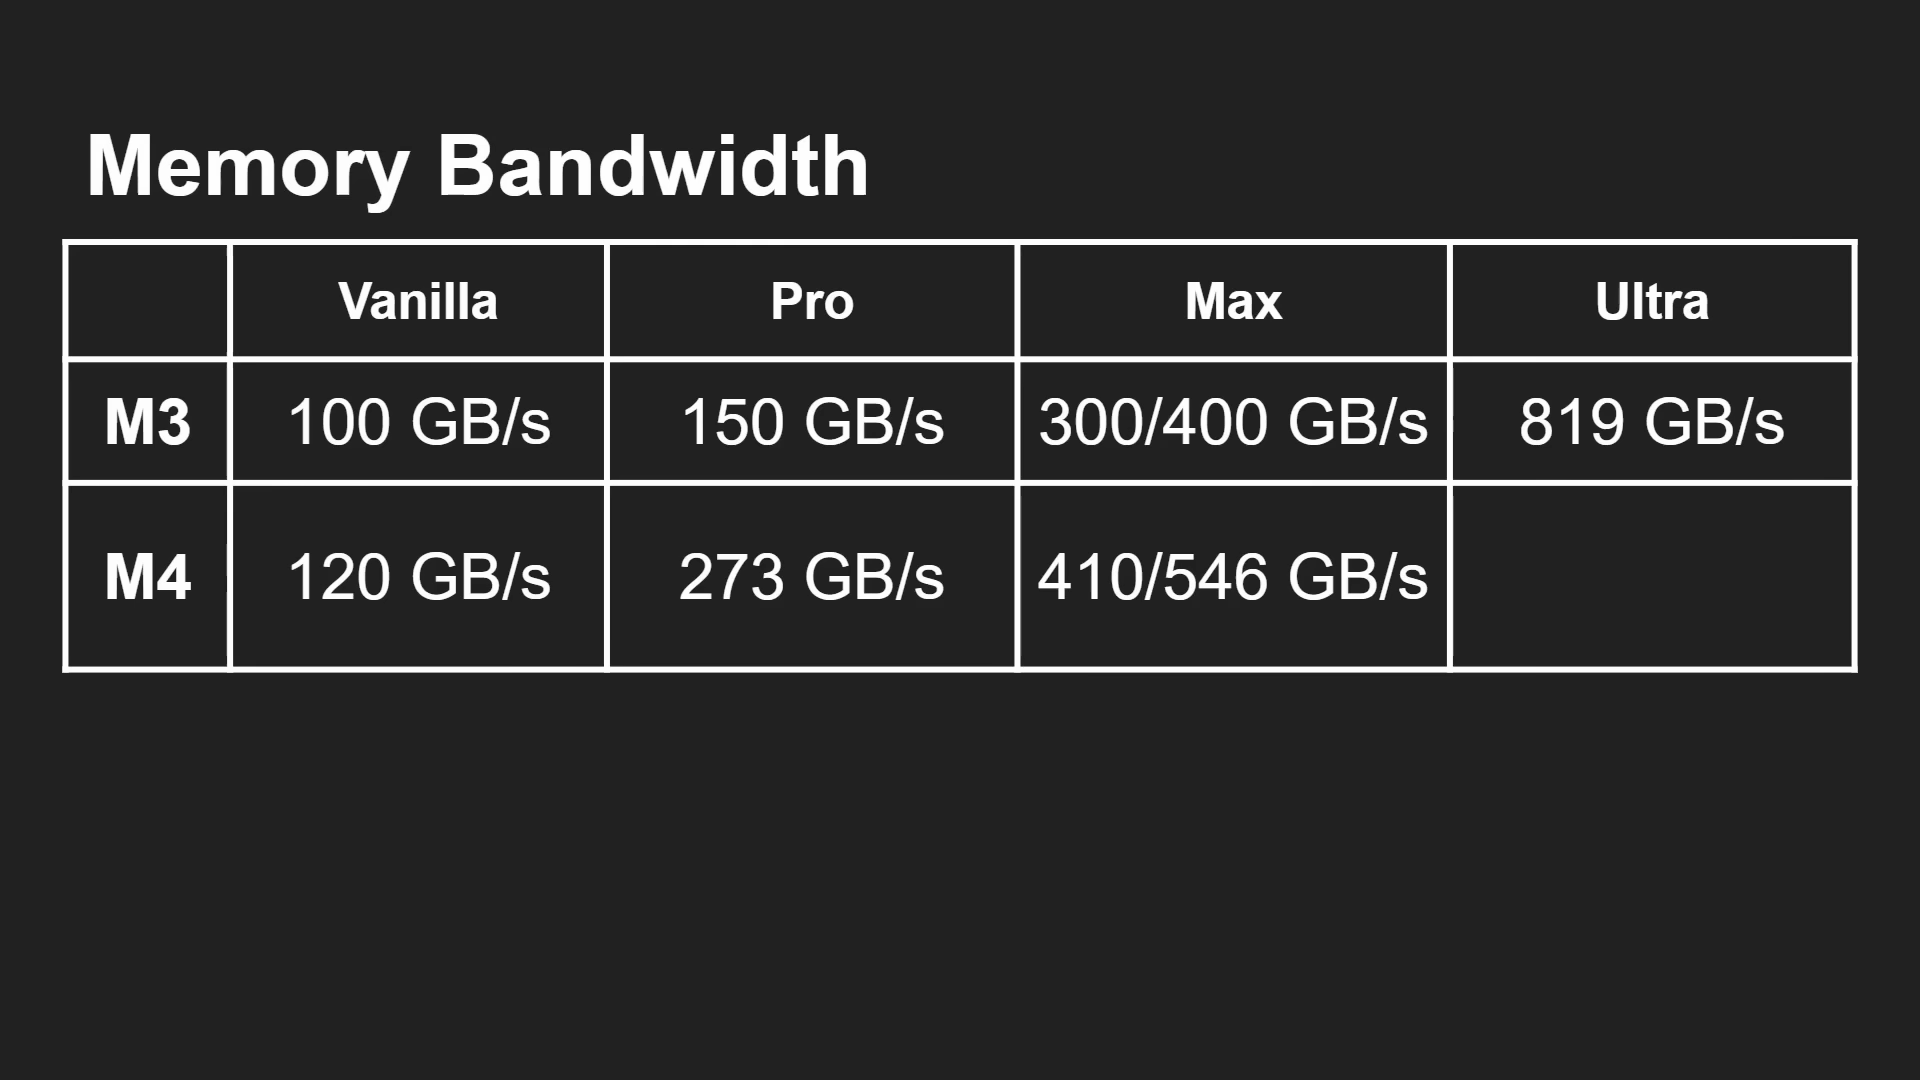 Memory Bandwidth
Vanilla Pro Max Ultra
M3 100 GB/s 150 GB/s 300/400 GB/s 819 GB/s
M4 120 GB/s 273 GB/s 410/546 GB/s